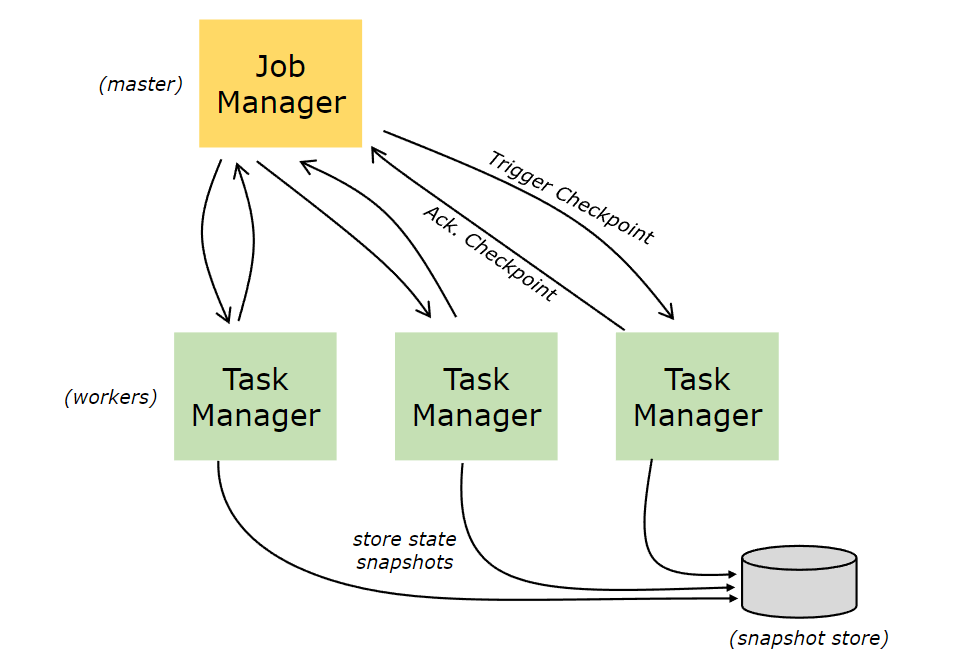 Job
Manager
(master)
Trigger Checkpoint
Ack. Checkpoint
(workers)
Task
Manager
Task
Manager
Task
Manager
store state
snapshots
(snapshot store)